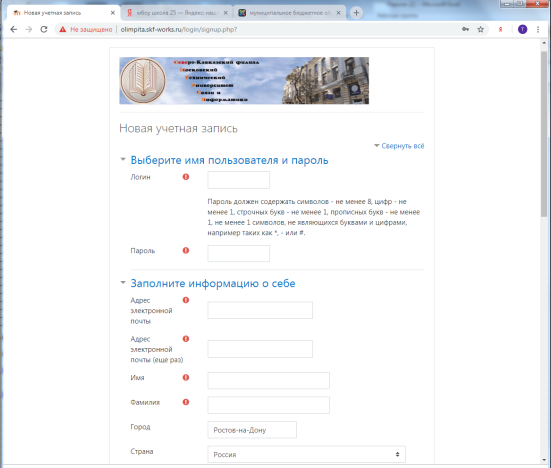 Новая учетная запись
мбоу школа 25 — Яндекс наш
муниципальное бюджетное об
Не защищено
olimpita.skf-works.ru/login/signup.php?
Я
T
Северо-Кавказский филиал
Московский
Технический
Университет
Связи и
Информатики
Новая учетная запись
Свернуть всё
Выберите имя пользователя и пароль
Логин
Пароль должен содержать символов - не менее 8, цифр - не
менее 1, строчных букв - не менее 1, прописных букв - не менее
1, не менее 1 символов, не являющихся буквами и цифрами,
например таких как *, - или #.
Пароль
Заполните информацию о себе
Адрес
электронной
почты
Адрес
электронной
почты (еще раз)
Имя
Фамилия
Город
Ростов-на-Дону
Страна
Россия